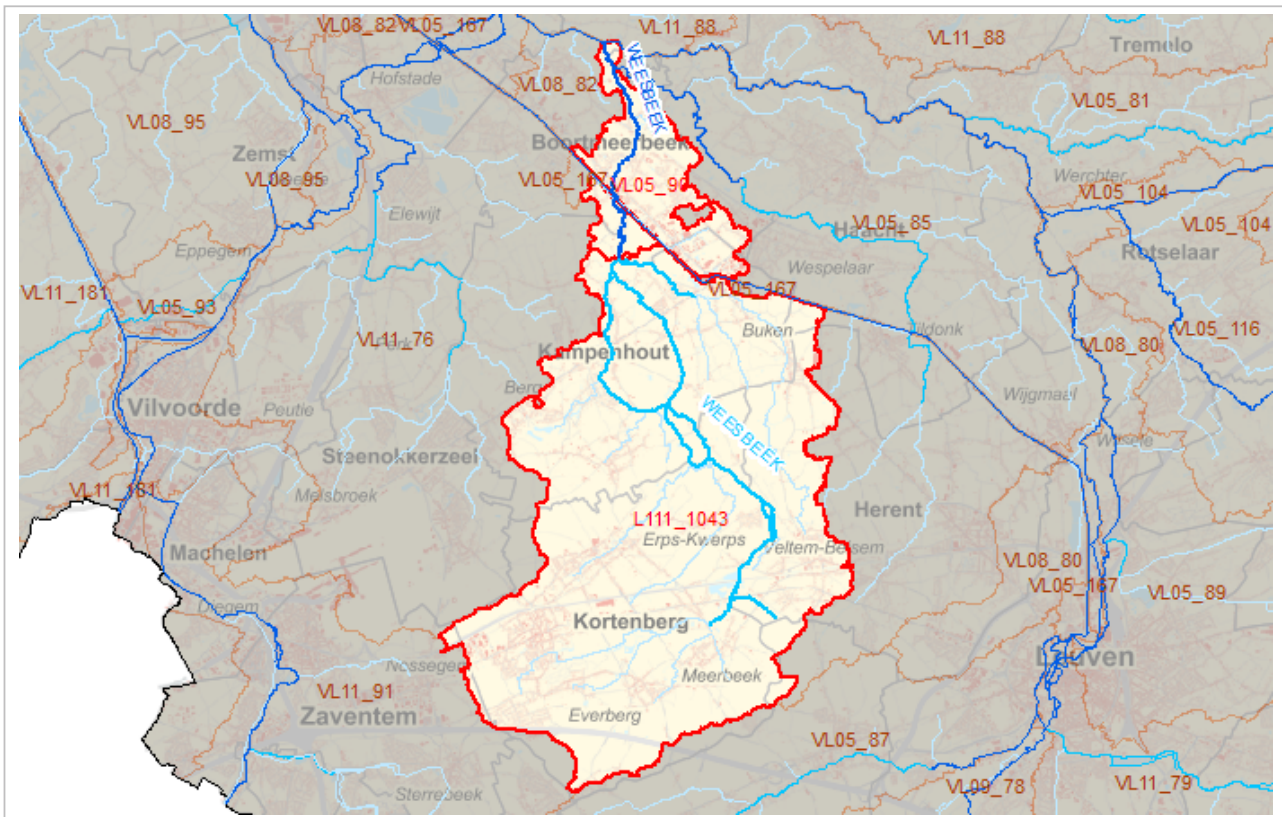 VL08_82
VL05_167
VL11_88
VL11_88
Tremelo
Hofstade
VL08_82
WEESBEEK
VL05_81
VL08_95
Zemst
Boortmeerbeek
VL08_95
VL05_167
VL05_90
Werchter
VL05_104
Elewijt
VL05_85
Haacht
VL05_104
Rotselaar
Eppegem
Wespelaar
VL11_181
VL05_93
VL05_167
VL11_76
Buken
VL05_116
Kampenhout
VL08_80
Berg
Wijgmaal
Vilvoorde
Peutie
WEESBEEK
Steenokkerzeel
Melsbroek
VL11_181
L111_1043
Herent
Erps-Kwerps
Veltem-Beisem
Machelen
VL08_80
VL05_167
Diegem
VL05_89
Kortenberg
Leuven
Nossegem
Meerbeek
VL11_91
Zaventem
Everberg
VL05_87
Sterrebeek
VL09_78
VL11_79